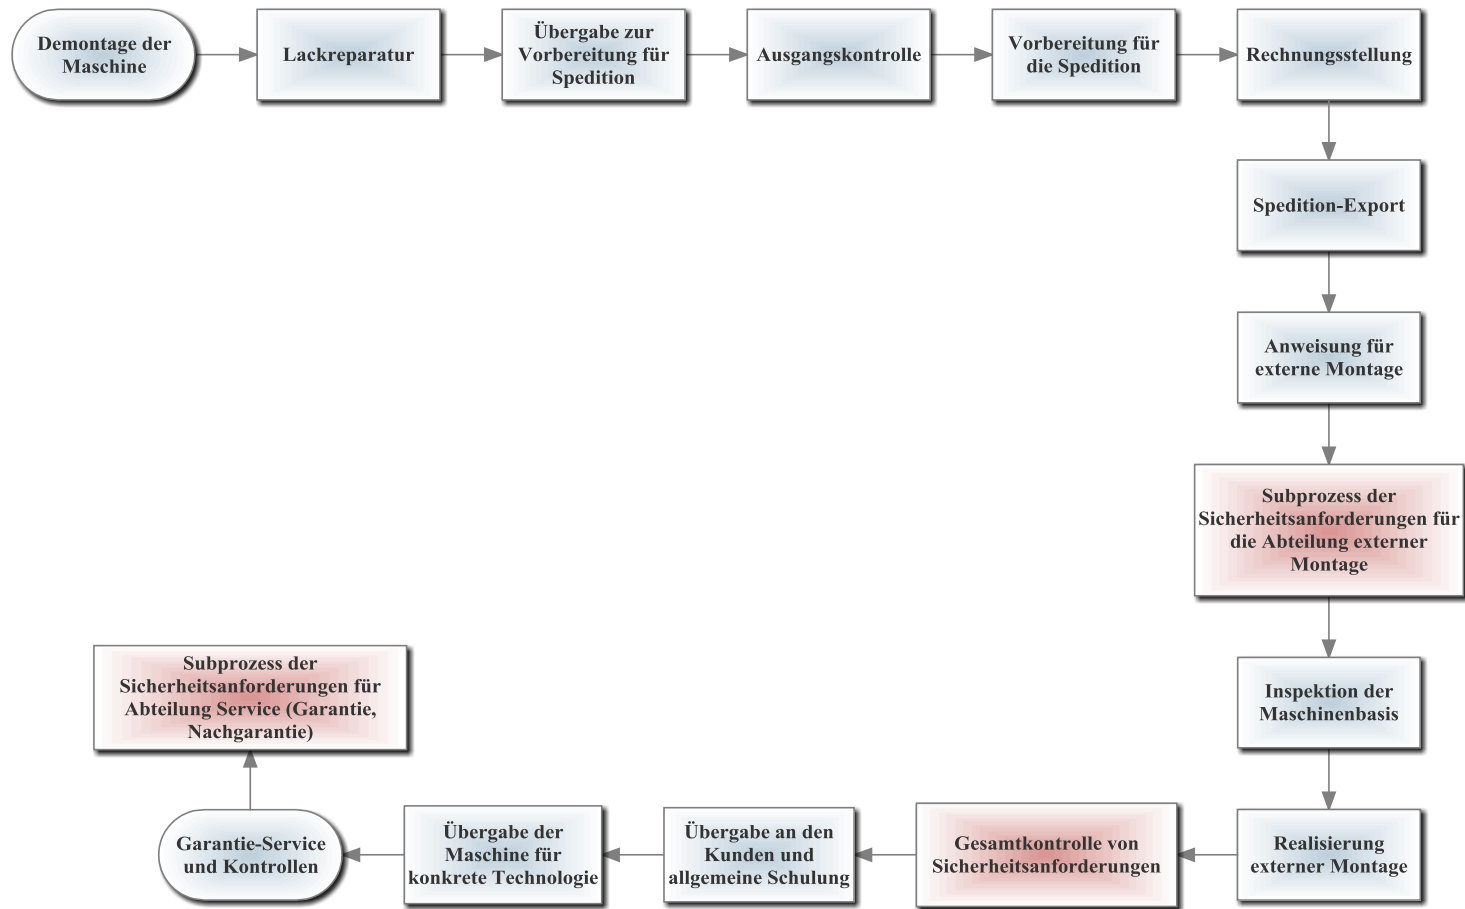 Demontage der
Maschine
Lackreparatur
Übergabe zur
Vorbereitung für
Spedition
Ausgangskontrolle
Vorbereitung für
die Spedition
Rechnungsstellung
Spedition-Export
Anweisung für
externe Montage
Subprozess der
Sicherheitsanforderungen für
die Abteilung externer
Montage
Inspektion der
Maschinenbasis
Realisierung
externer Montage
Gesamtkontrolle von
Sicherheitsanforderungen
Übergabe an den
Kunden und
allgemeine Schulung
Übergabe der
Maschine für
konkrete Technologie
Garantie-Service
und Kontrollen
Subprozess der
Sicherheitsanforderungen für
Abteilung Service (Garantie,
Nachgarantie)